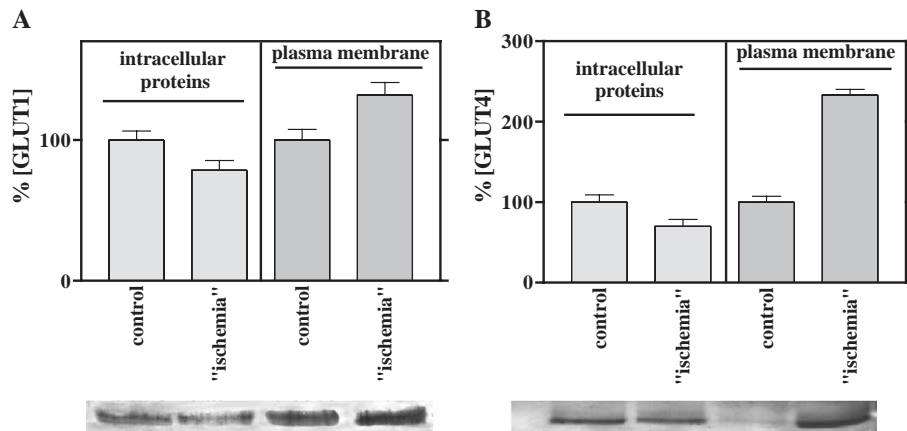 A
% [GLUT1]
100
0
intracellular
proteins
plasma membrane
control
"ischemia"
control
"ischemia"
B
% [GLUT4]
300
200
100
0
intracellular
proteins
plasma membrane
control
"ischemia"
control
"ischemia"